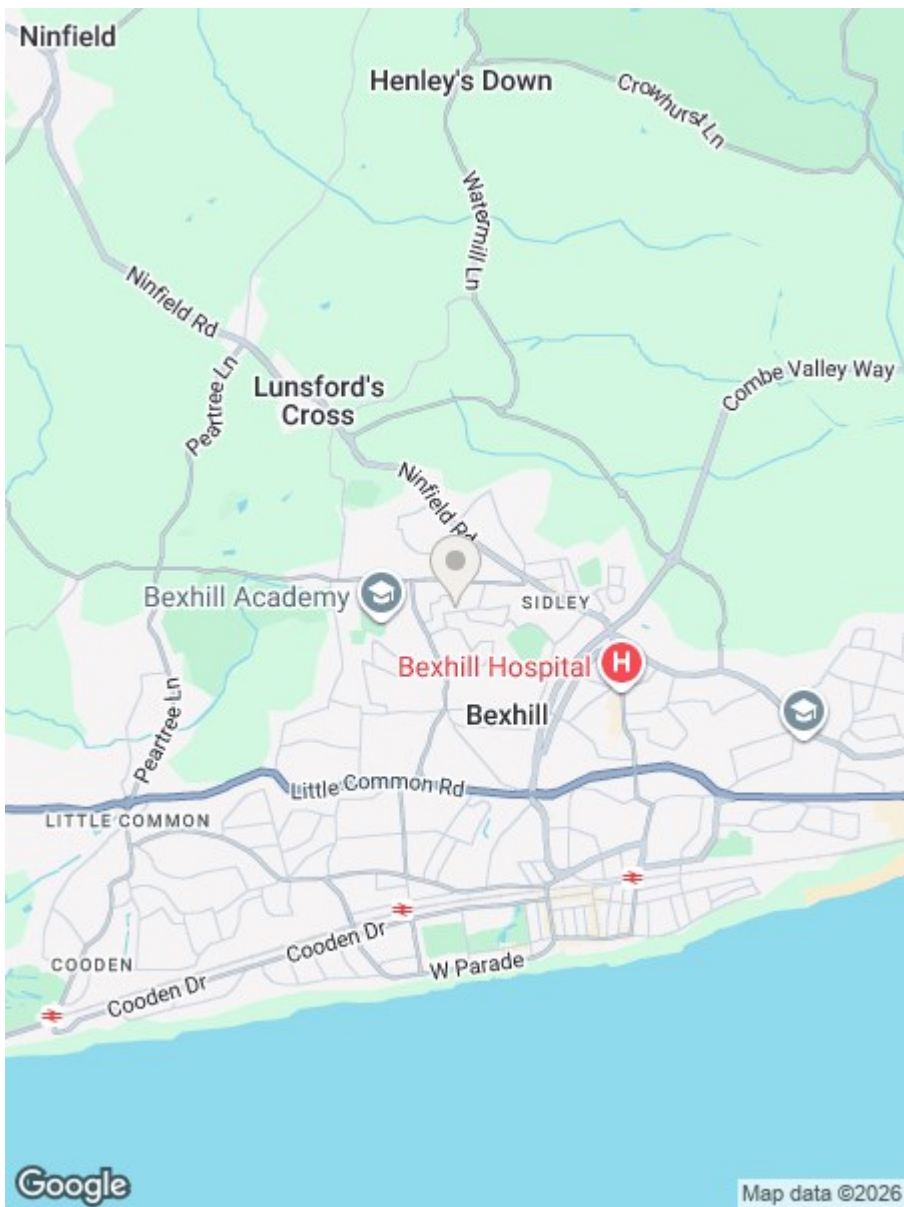 Ninfield
Henley's Down
Crowhurst Ln
Watermill Ln
Ninfield Rd
Combe Valley Way
Peartree Ln
Lunsford's
Cross
Ninfield Rd
Bexhill Academy
SIDLEY
Bexhill Hospital
H
Bexhill
Peartree Ln
Little Common Rd
LITTLE COMMON
Cooden Dr
COODEN
W Parade
Cooden Dr
Google
Map data ©2026